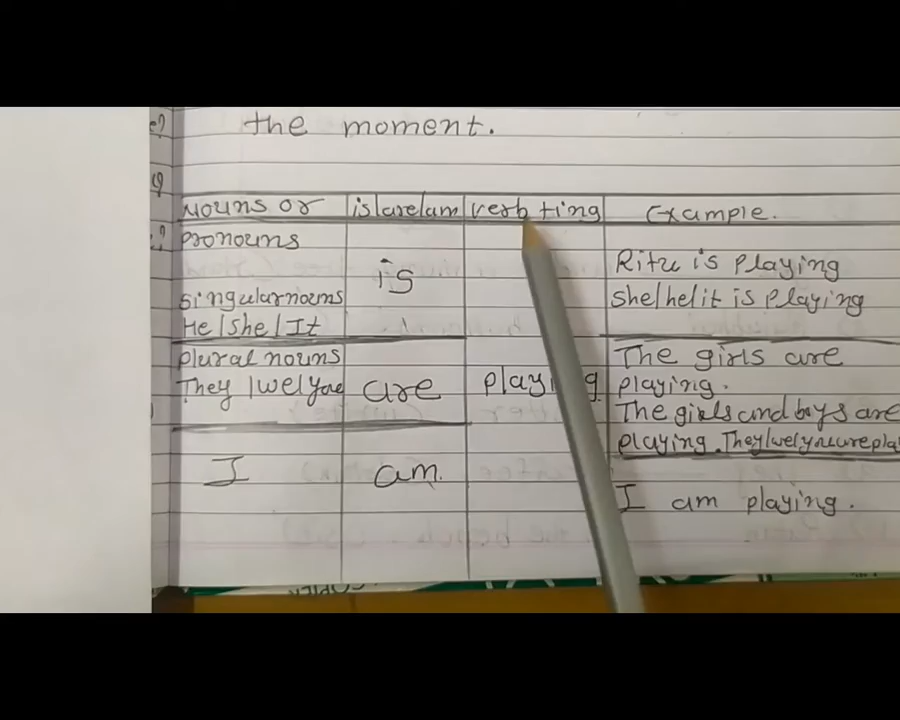 the moment.
nouns or | is/are/am | verb + ing | Example.
pronouns
is | Ritu is playing
singular nouns | she/he/it is playing
He/She/It
plural nouns | The girls are
They/we/you | are | playing | playing.
The girls and boys are
playing. They/we/you are pla
I | am. | I am playing.